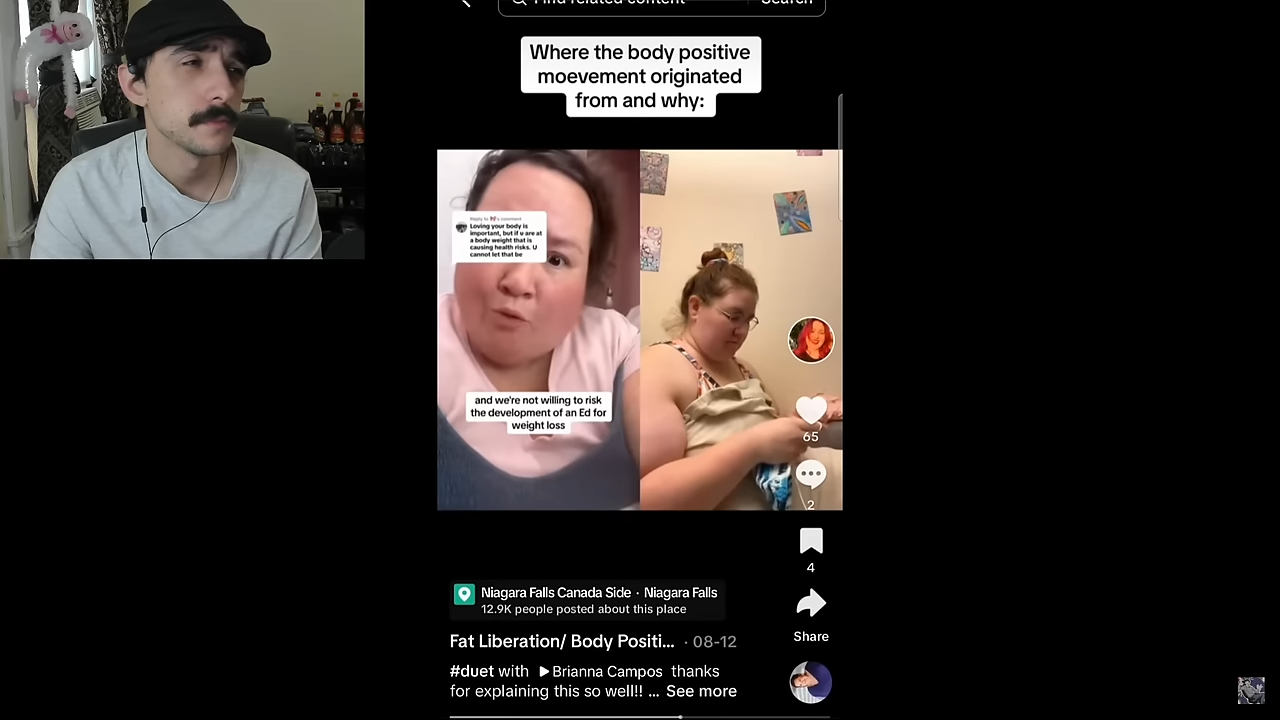 Find related content
Search
Where the body positive
moevement originated
from and why:
Reply to 's comment
Loving your body is
important, but if u are at
a body weight that is
causing health risks. U
cannot let that be
and we're not willing to risk
the development of an Ed for
weight loss
65
2
4
Niagara Falls Canada Side · Niagara Falls
12.9K people posted about this place
Share
Fat Liberation/ Body Positi... · 08-12
#duet with Brianna Campos thanks
for explaining this so well!! ... See more